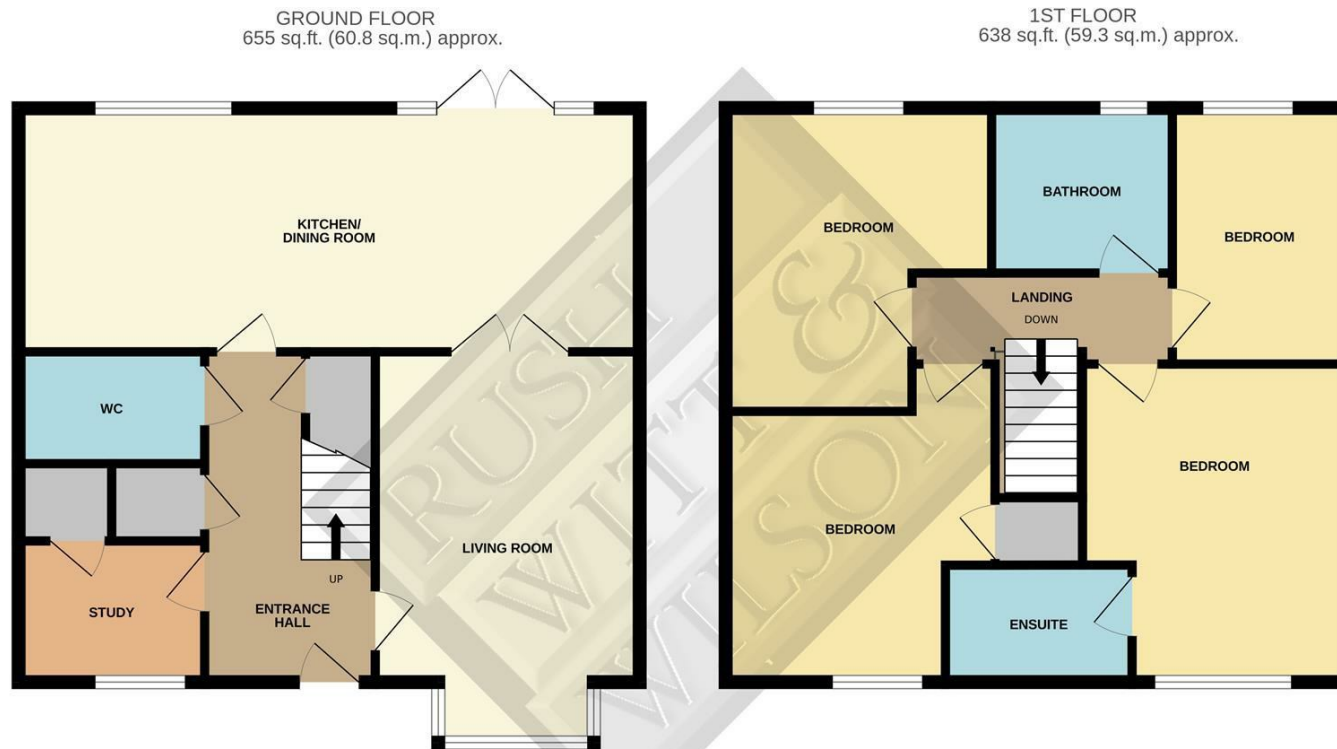 GROUND FLOOR
655 sq.ft. (60.8 sq.m.) approx.
1ST FLOOR
638 sq.ft. (59.3 sq.m.) approx.
KITCHEN/
DINING ROOM
WC
STUDY
ENTRANCE
HALL
UP
LIVING ROOM
BEDROOM
BATHROOM
BEDROOM
LANDING
DOWN
BEDROOM
BEDROOM
ENSUITE
RUSH
WITT &
WILSON